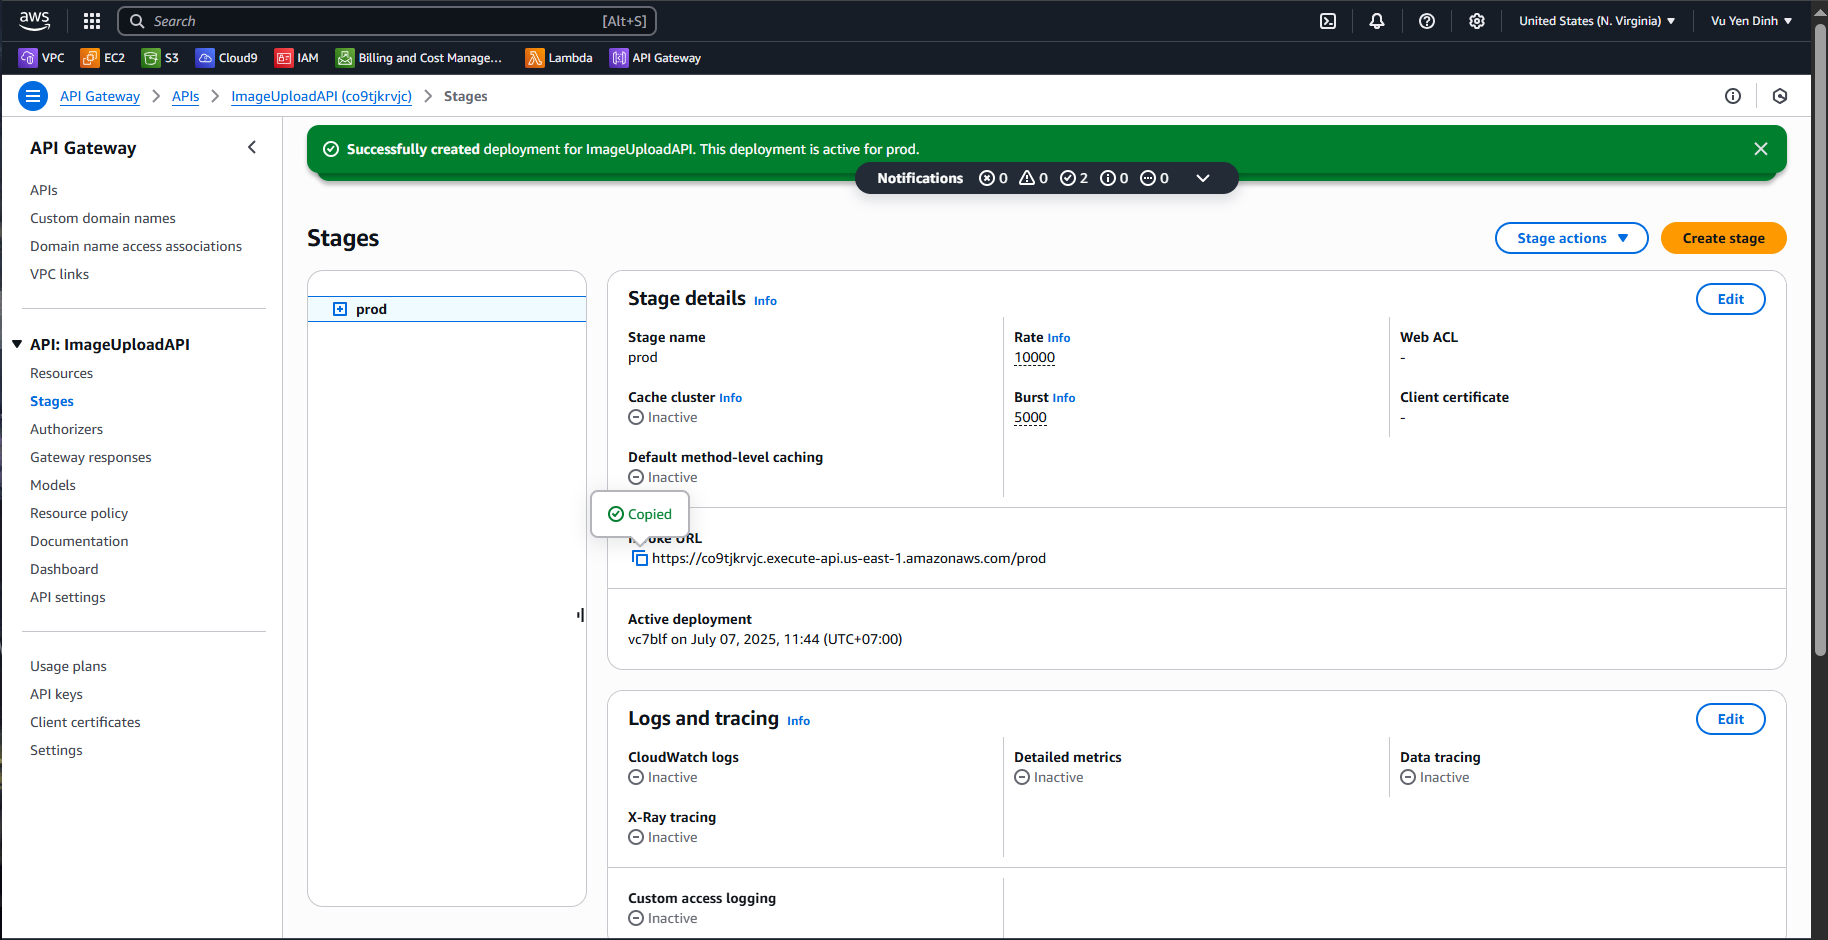 aws
Search [Alt+S]
United States (N. Virginia)
Vu Yen Dinh
VPC EC2 S3 Cloud9 IAM Billing and Cost Manage... Lambda API Gateway
API Gateway > APIs > ImageUploadAPI (co9tjkrvjc) > Stages
API Gateway
APIs
Custom domain names
Domain name access associations
VPC links
API: ImageUploadAPI
Resources
Stages
Authorizers
Gateway responses
Models
Resource policy
Documentation
Dashboard
API settings
Usage plans
API keys
Client certificates
Settings
Successfully created deployment for ImageUploadAPI. This deployment is active for prod.
Notifications 0 0 2 0 0
Stages
Stage actions
Create stage
prod
Stage details Info
Edit
Stage name
prod
Rate Info
10000
Web ACL
-
Cache cluster Info
Inactive
Burst Info
5000
Client certificate
-
Default method-level caching
Inactive
Copied
URL
https://co9tjkrvjc.execute-api.us-east-1.amazonaws.com/prod
Active deployment
vc7blf on July 07, 2025, 11:44 (UTC+07:00)
Logs and tracing Info
Edit
CloudWatch logs
Inactive
Detailed metrics
Inactive
Data tracing
Inactive
X-Ray tracing
Inactive
Custom access logging
Inactive